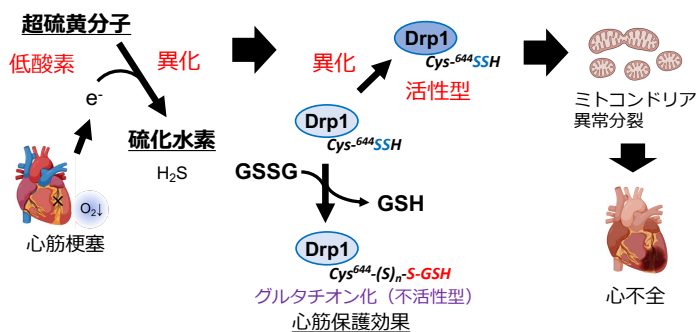 超硫黄分子
低酸素
異化
e-
硫化水素
H2S
O2↓
心筋梗塞
異化
Drp1
Cys-644SSH
活性型
Drp1
Cys-644SSH
GSSG
GSH
Drp1
Cys644-(S)n-S-GSH
グルタチオン化（不活性型）
心筋保護効果
ミトコンドリア
異常分裂
心不全